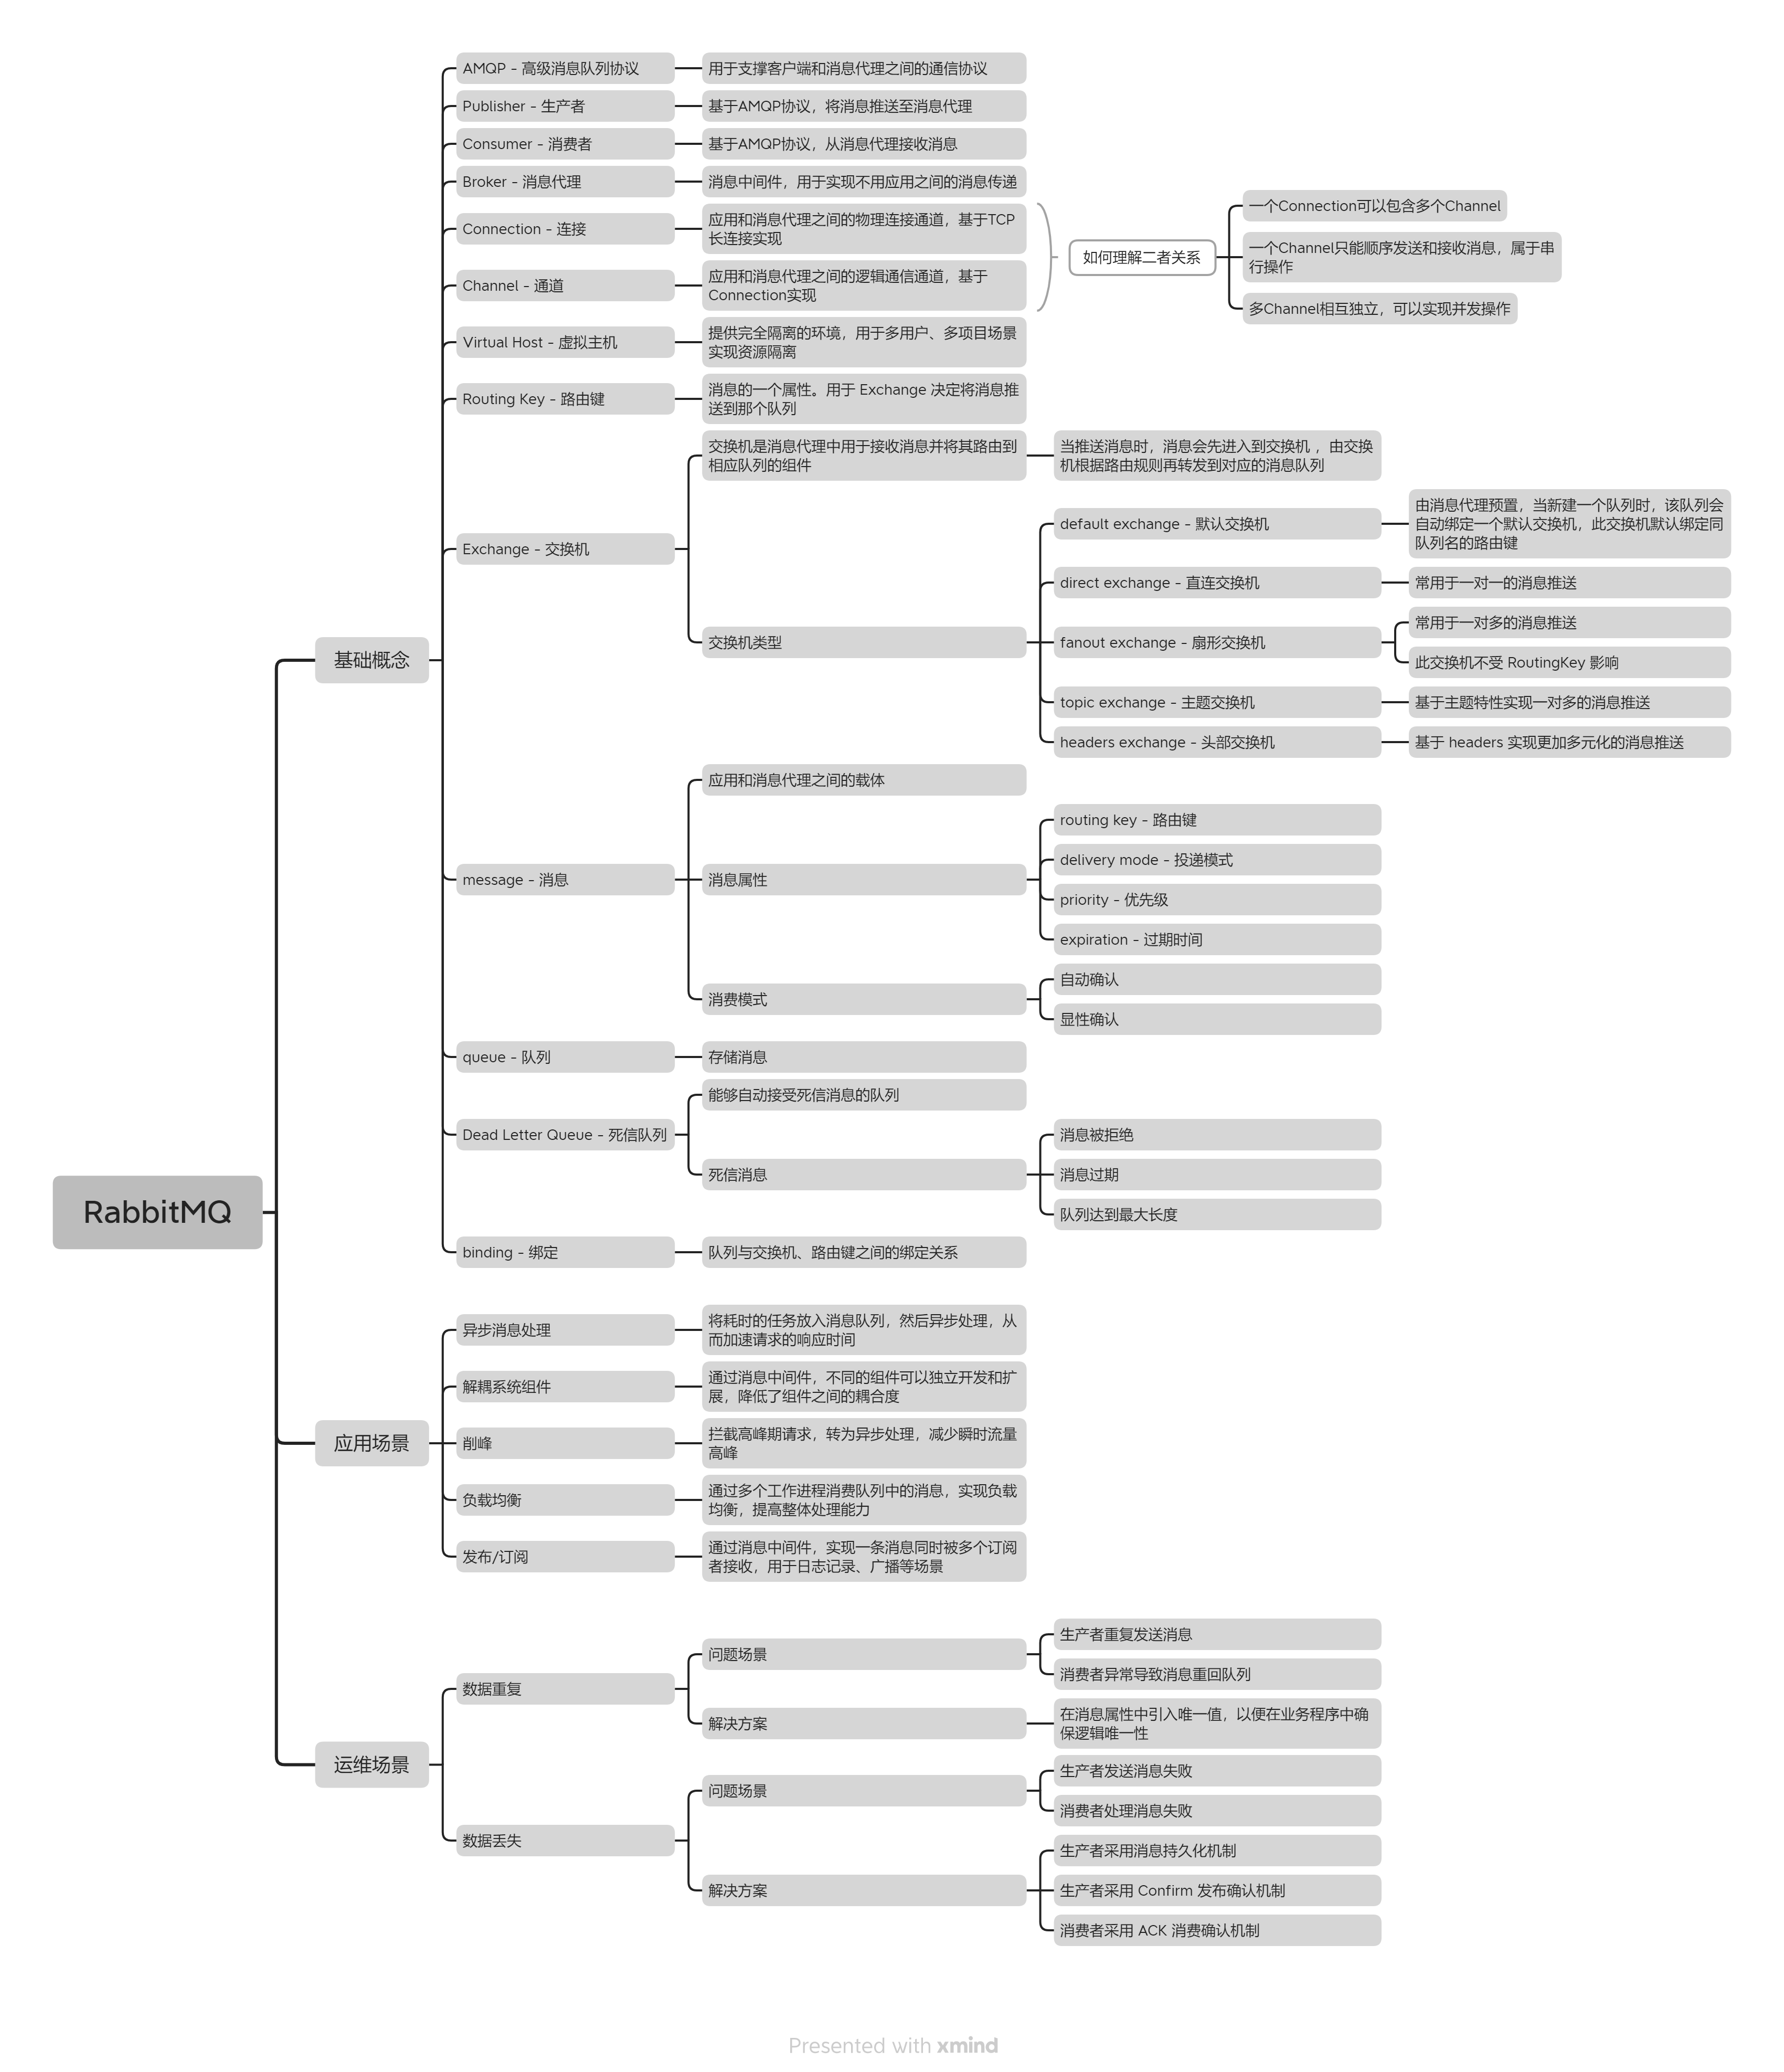 RabbitMQ
基础概念
AMQP - 高级消息队列协议
用于支撑客户端和消息代理之间的通信协议
Publisher - 生产者
基于AMQP协议，将消息推送至消息代理
Consumer - 消费者
基于AMQP协议，从消息代理接收消息
Broker - 消息代理
消息中间件，用于实现不用应用之间的消息传递
Connection - 连接
应用和消息代理之间的物理连接通道，基于TCP
长连接实现
Channel - 通道
应用和消息代理之间的逻辑通信通道，基于
Connection实现
如何理解二者关系
一个Connection可以包含多个Channel
一个Channel只能顺序发送和接收消息，属于串
行操作
多Channel相互独立，可以实现并发操作
Virtual Host - 虚拟主机
提供完全隔离的环境，用于多用户、多项目场景
实现资源隔离
Routing Key - 路由键
消息的一个属性。用于 Exchange 决定将消息推
送到那个队列
Exchange - 交换机
交换机是消息代理中用于接收消息并将其路由到
相应队列的组件
当推送消息时，消息会先进入到交换机 ，由交换
机根据路由规则再转发到对应的消息队列
交换机类型
default exchange - 默认交换机
由消息代理预置，当新建一个队列时，该队列会
自动绑定一个默认交换机，此交换机默认绑定同
队列名的路由键
direct exchange - 直连交换机
常用于一对一的消息推送
fanout exchange - 扇形交换机
常用于一对多的消息推送
此交换机不受 RoutingKey 影响
topic exchange - 主题交换机
基于主题特性实现一对多的消息推送
headers exchange - 头部交换机
基于 headers 实现更加多元化的消息推送
message - 消息
应用和消息代理之间的载体
消息属性
routing key - 路由键
delivery mode - 投递模式
priority - 优先级
expiration - 过期时间
消费模式
自动确认
显性确认
queue - 队列
存储消息
Dead Letter Queue - 死信队列
能够自动接受死信消息的队列
死信消息
消息被拒绝
消息过期
队列达到最大长度
binding - 绑定
队列与交换机、路由键之间的绑定关系
应用场景
异步消息处理
将耗时的任务放入消息队列，然后异步处理，从
而加速请求的响应时间
解耦系统组件
通过消息中间件，不同的组件可以独立开发和扩
展，降低了组件之间的耦合度
削峰
拦截高峰期请求，转为异步处理，减少瞬时流量
高峰
负载均衡
通过多个工作进程消费队列中的消息，实现负载
均衡，提高整体处理能力
发布/订阅
通过消息中间件，实现一条消息同时被多个订阅
者接收，用于日志记录、广播等场景
运维场景
数据重复
问题场景
生产者重复发送消息
消费者异常导致消息重回队列
解决方案
在消息属性中引入唯一值，以便在业务程序中确
保逻辑唯一性
数据丢失
问题场景
生产者发送消息失败
消费者处理消息失败
解决方案
生产者采用消息持久化机制
生产者采用 Confirm 发布确认机制
消费者采用 ACK 消费确认机制
Presented with xmind